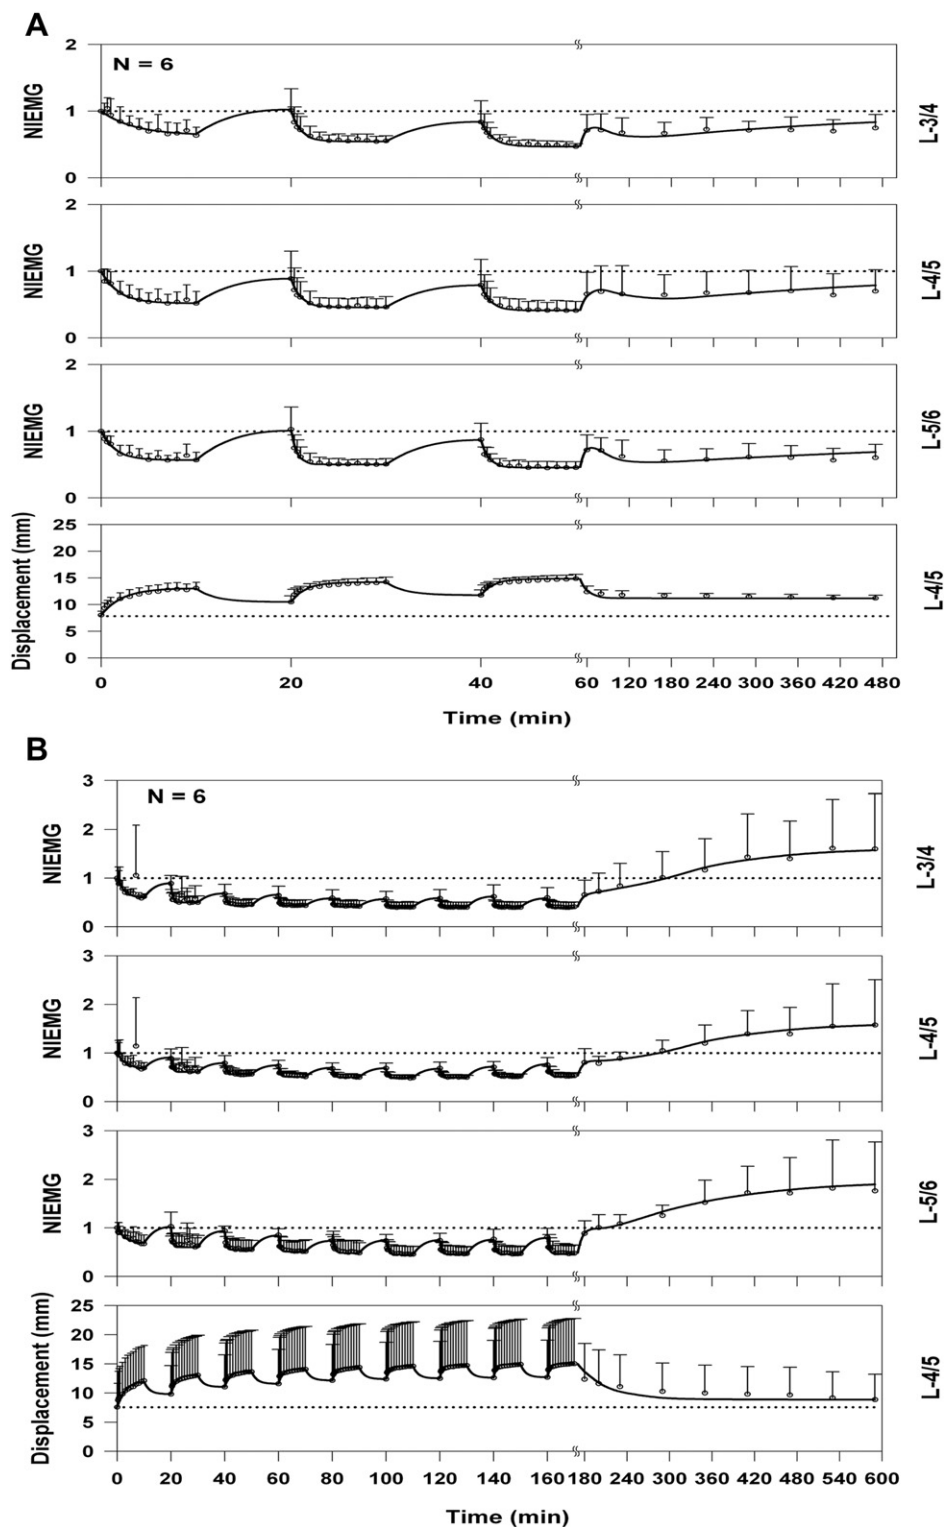 A
N = 6
2
1
0
NIEMG
L-3/4
2
1
0
NIEMG
L-4/5
2
1
0
NIEMG
L-5/6
25
20
15
10
5
0
Displacement (mm)
L-4/5
0 20 40 60 120 180 240 300 360 420 480
Time (min)
B
N = 6
3
2
1
0
NIEMG
L-3/4
3
2
1
0
NIEMG
L-4/5
3
2
1
0
NIEMG
L-5/6
25
20
15
10
5
0
Displacement (mm)
L-4/5
0 20 40 60 80 100 120 140 160 180 240 300 360 420 480 540 600
Time (min)